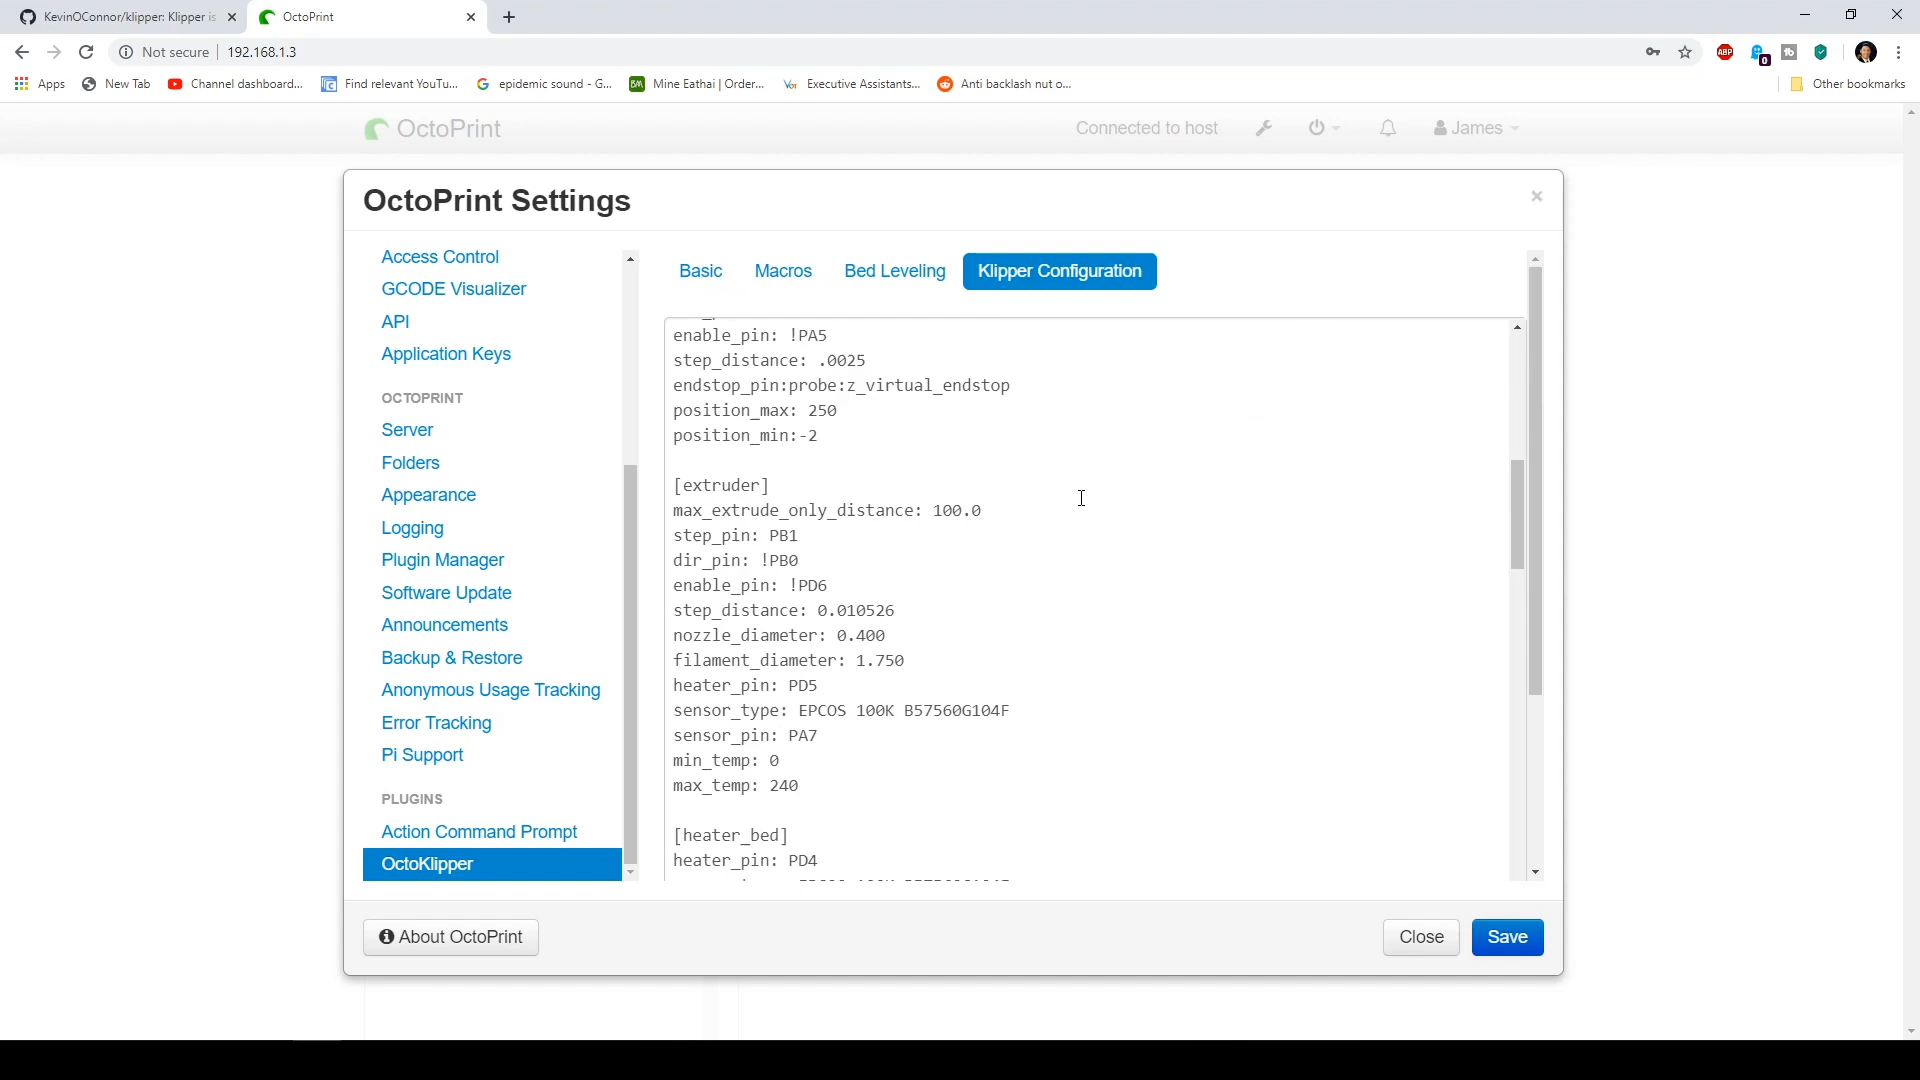 KevinOConnor/klipper: Klipper is
OctoPrint
Not secure
192.168.1.3
ABP
0
Apps
New Tab
Channel dashboard...
Find relevant YouTu...
epidemic sound - G...
Mine Eathai | Order...
Executive Assistants...
Anti backlash nut o...
Other bookmarks
OctoPrint
Connected to host
James
OctoPrint Settings
×
Access Control
GCODE Visualizer
API
Application Keys
OCTOPRINT
Server
Folders
Appearance
Logging
Plugin Manager
Software Update
Announcements
Backup & Restore
Anonymous Usage Tracking
Error Tracking
Pi Support
PLUGINS
Action Command Prompt
OctoKlipper
Basic
Macros
Bed Leveling
Klipper Configuration
enable_pin: !PA5
step_distance: .0025
endstop_pin:probe:z_virtual_endstop
position_max: 250
position_min:-2
[extruder]
max_extrude_only_distance: 100.0
step_pin: PB1
dir_pin: !PB0
enable_pin: !PD6
step_distance: 0.010526
nozzle_diameter: 0.400
filament_diameter: 1.750
heater_pin: PD5
sensor_type: EPCOS 100K B57560G104F
sensor_pin: PA7
min_temp: 0
max_temp: 240
[heater_bed]
heater_pin: PD4
About OctoPrint
Close
Save